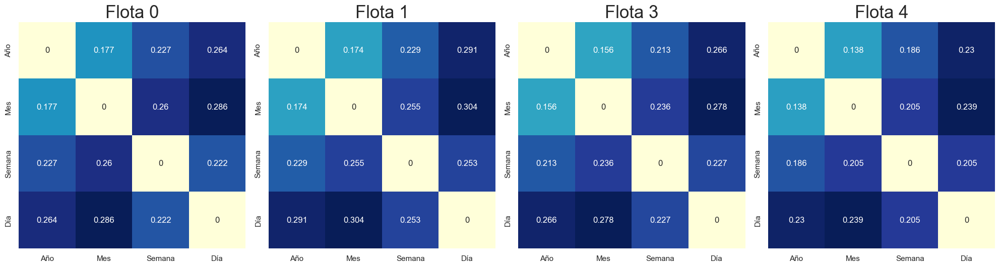 Flota 0
Año 0 0.177 0.227 0.264
Mes 0.177 0 0.26 0.286
Semana 0.227 0.26 0 0.222
Día 0.264 0.286 0.222 0
Año Mes Semana Día
Flota 1
Año 0 0.174 0.229 0.291
Mes 0.174 0 0.255 0.304
Semana 0.229 0.255 0 0.253
Día 0.291 0.304 0.253 0
Año Mes Semana Día
Flota 3
Año 0 0.156 0.213 0.266
Mes 0.156 0 0.236 0.278
Semana 0.213 0.236 0 0.227
Día 0.266 0.278 0.227 0
Año Mes Semana Día
Flota 4
Año 0 0.138 0.186 0.23
Mes 0.138 0 0.205 0.239
Semana 0.186 0.205 0 0.205
Día 0.23 0.239 0.205 0
Año Mes Semana Día